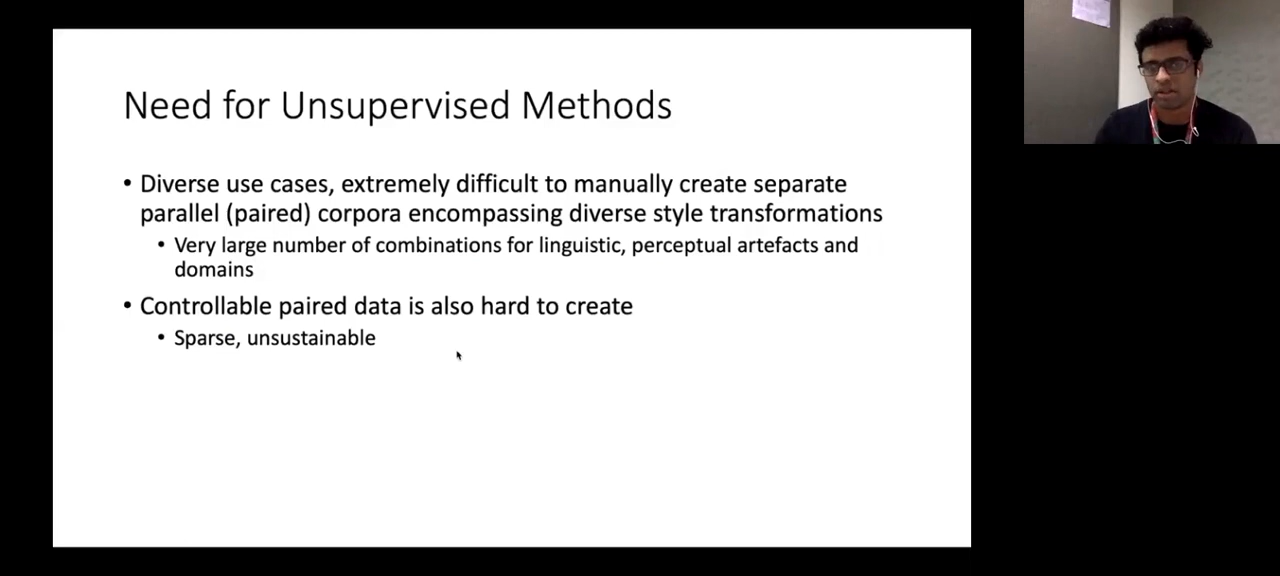 Need for Unsupervised Methods
• Diverse use cases, extremely difficult to manually create separate
parallel (paired) corpora encompassing diverse style transformations
• Very large number of combinations for linguistic, perceptual artefacts and
domains
• Controllable paired data is also hard to create
• Sparse, unsustainable